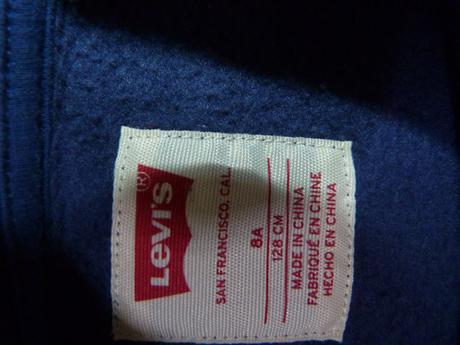 Levi's ®
SAN FRANCISCO, CAL.
8A
128 CM
MADE IN CHINA
FABRIQUÉ EN CHINE
HECHO EN CHINA